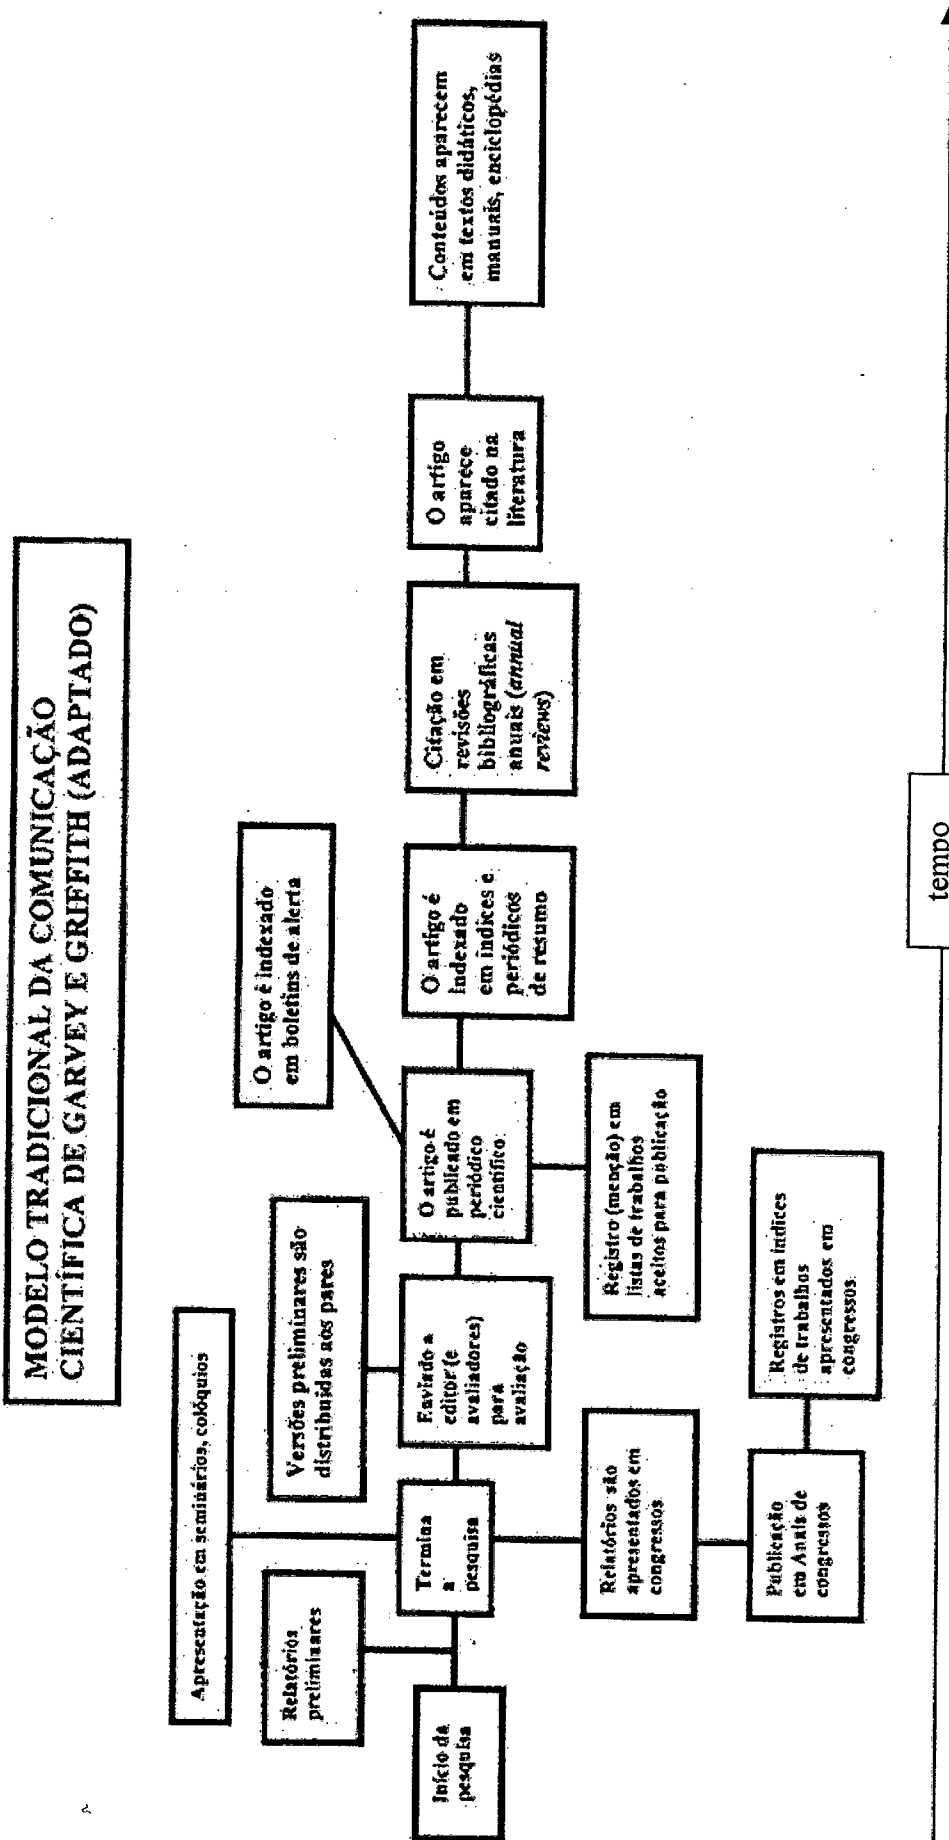 MODELO TRADICIONAL DA COMUNICAÇÃO
CIENTÍFICA DE GARVEY E GRIFFITH (ADAPTADO)
Apresentação em seminários, colóquios
Relatórios
preliminares
Versões preliminares são
distribuídas aos pares
O artigo é indexado
em boletins de alerta
Início da
pesquisa
Termina
a
pesquisa
Enviado a
editor (e
avaliadores)
para
avaliação
O artigo é
publicado em
periódico
científico
O artigo é
indexado
em índices e
periódicos
de resumo
Citação em
revisões
bibliográficas
anuais (annual
reviews)
O artigo
aparece
citado na
literatura
Conteúdos aparecem
em textos didáticos,
manuais, enciclopédias
Relatórios são
apresentados em
congressos
Registro (menção) em
listas de trabalhos
aceitos para publicação
Publicação
em Anais de
congressos
Registros em índices
de trabalhos
apresentados em
congressos.
tempo